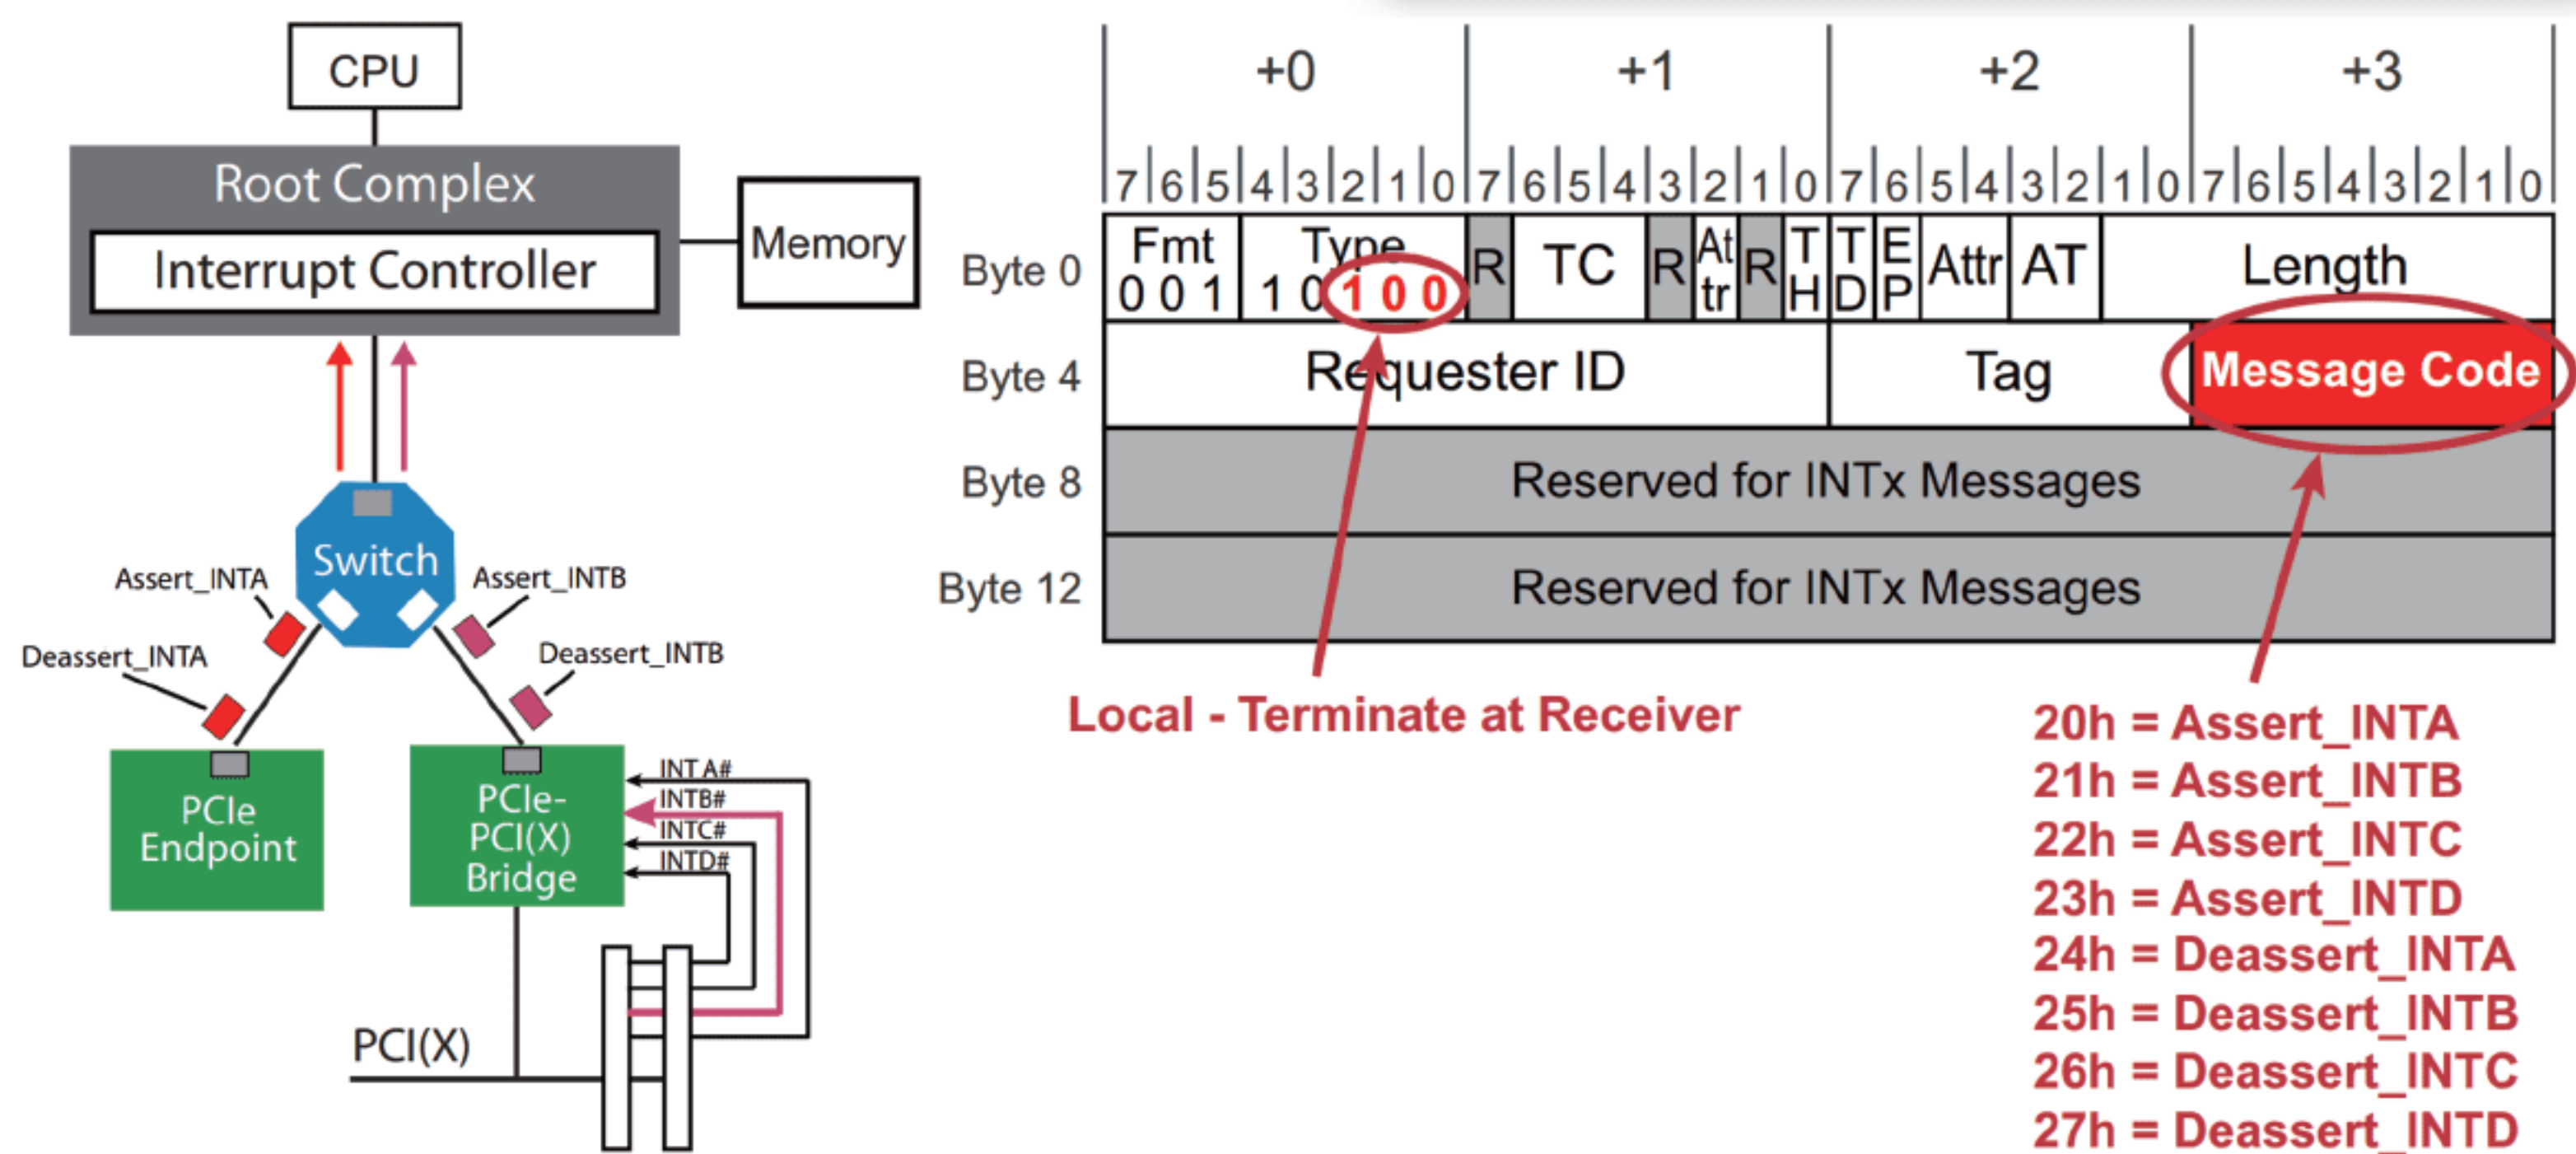 CPU
Root Complex
Interrupt Controller
Memory
Switch
Assert_INTA
Assert_INTB
Deassert_INTA
Deassert_INTB
PCIe
Endpoint
PCIe-
PCI(X)
Bridge
INTA#
INTB#
INTC#
INTD#
PCI(X)
+0 +1 +2 +3
7 6 5 4 3 2 1 0 7 6 5 4 3 2 1 0 7 6 5 4 3 2 1 0 7 6 5 4 3 2 1 0
Byte 0
Fmt
0 0 1
Type
1 0 1 0 0
R
TC
R
At
tr
R
T
H
T
D
E
P
Attr
AT
Length
Byte 4
Requester ID
Tag
Message Code
Byte 8
Reserved for INTx Messages
Byte 12
Reserved for INTx Messages
Local - Terminate at Receiver
20h = Assert_INTA
21h = Assert_INTB
22h = Assert_INTC
23h = Assert_INTD
24h = Deassert_INTA
25h = Deassert_INTB
26h = Deassert_INTC
27h = Deassert_INTD